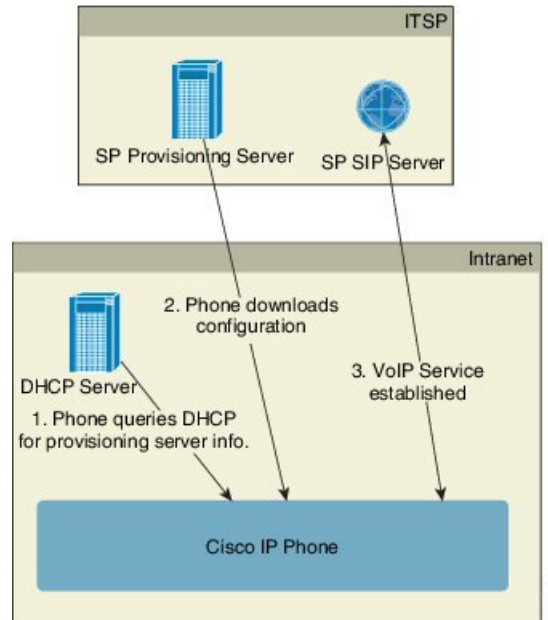 ITSP
SP Provisioning Server
SP SIP Server
Intranet
2. Phone downloads
configuration
DHCP Server
3. VoIP Service
established
1. Phone queries DHCP
for provisioning server info.
Cisco IP Phone